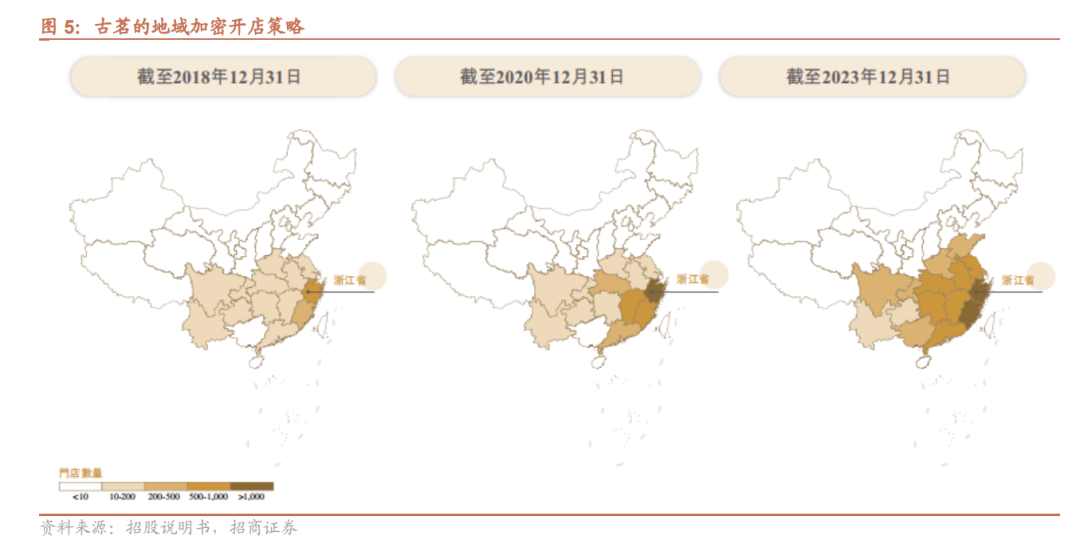 图 5：古茗的地域加密开店策略
截至2018年12月31日
截至2020年12月31日
截至2023年12月31日
浙江省
浙江省
浙江省
門店數量
<10 10-200 200-500 500-1,000 >1,000
资料来源：招股说明书，招商证券